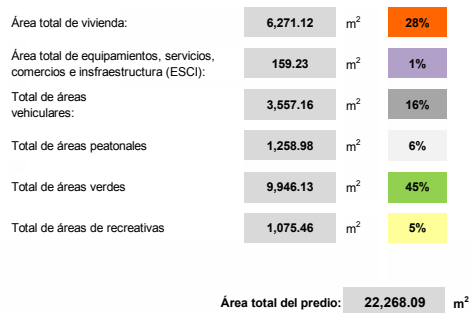 Área total de vivienda: 6,271.12 m² 28%
Área total de equipamientos, servicios,
comercios e insfraestructura (ESCI): 159.23 m² 1%
Total de áreas
vehiculares: 3,557.16 m² 16%
Total de áreas peatonales 1,258.98 m² 6%
Total de áreas verdes 9,946.13 m² 45%
Total de áreas de recreativas 1,075.46 m² 5%
Área total del predio: 22,268.09 m²